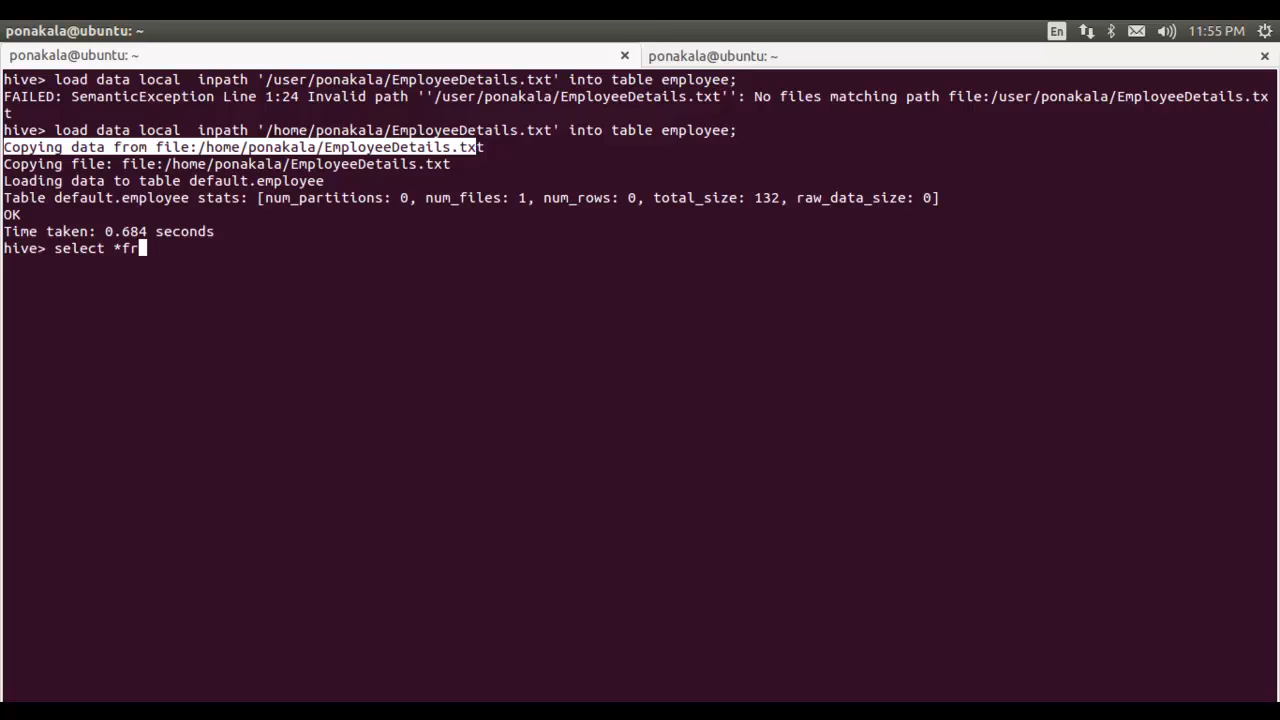 ponakala@ubuntu: ~
En
11:55 PM
ponakala@ubuntu: ~
ponakala@ubuntu: ~
hive> load data local  inpath '/user/ponakala/EmployeeDetails.txt' into table employee;
FAILED: SemanticException Line 1:24 Invalid path ''/user/ponakala/EmployeeDetails.txt'': No files matching path file:/user/ponakala/EmployeeDetails.tx
t
hive> load data local  inpath '/home/ponakala/EmployeeDetails.txt' into table employee;
Copying data from file:/home/ponakala/EmployeeDetails.txt
Copying file: file:/home/ponakala/EmployeeDetails.txt
Loading data to table default.employee
Table default.employee stats: [num_partitions: 0, num_files: 1, num_rows: 0, total_size: 132, raw_data_size: 0]
OK
Time taken: 0.684 seconds
hive> select *fr